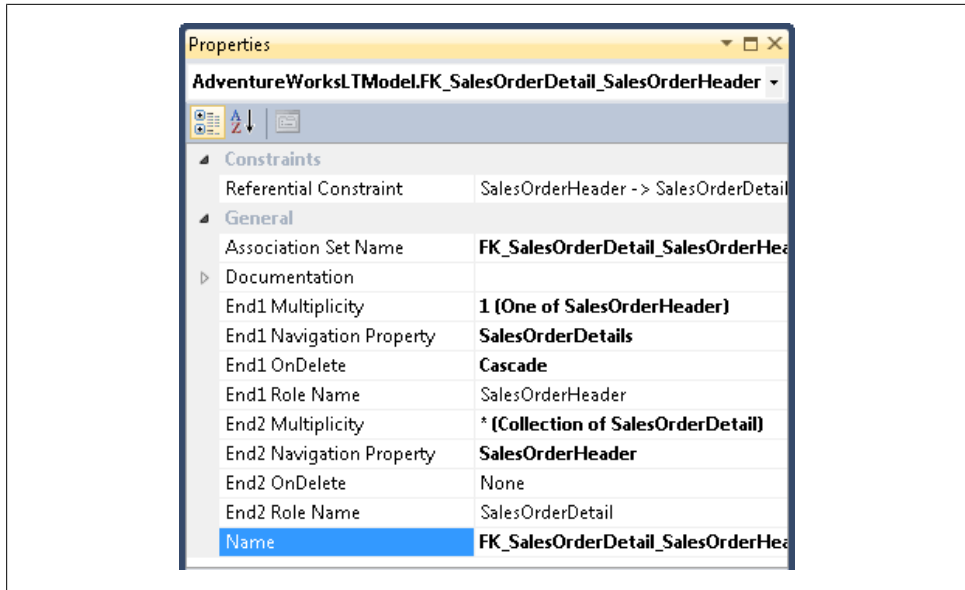 Properties
AdventureWorksLTModel.FK_SalesOrderDetail_SalesOrderHeader
A
Z
Constraints
Referential Constraint SalesOrderHeader -> SalesOrderDetail
General
Association Set Name FK_SalesOrderDetail_SalesOrderHea
Documentation
End1 Multiplicity 1 (One of SalesOrderHeader)
End1 Navigation Property SalesOrderDetails
End1 OnDelete Cascade
End1 Role Name SalesOrderHeader
End2 Multiplicity * (Collection of SalesOrderDetail)
End2 Navigation Property SalesOrderHeader
End2 OnDelete None
End2 Role Name SalesOrderDetail
Name FK_SalesOrderDetail_SalesOrderHea